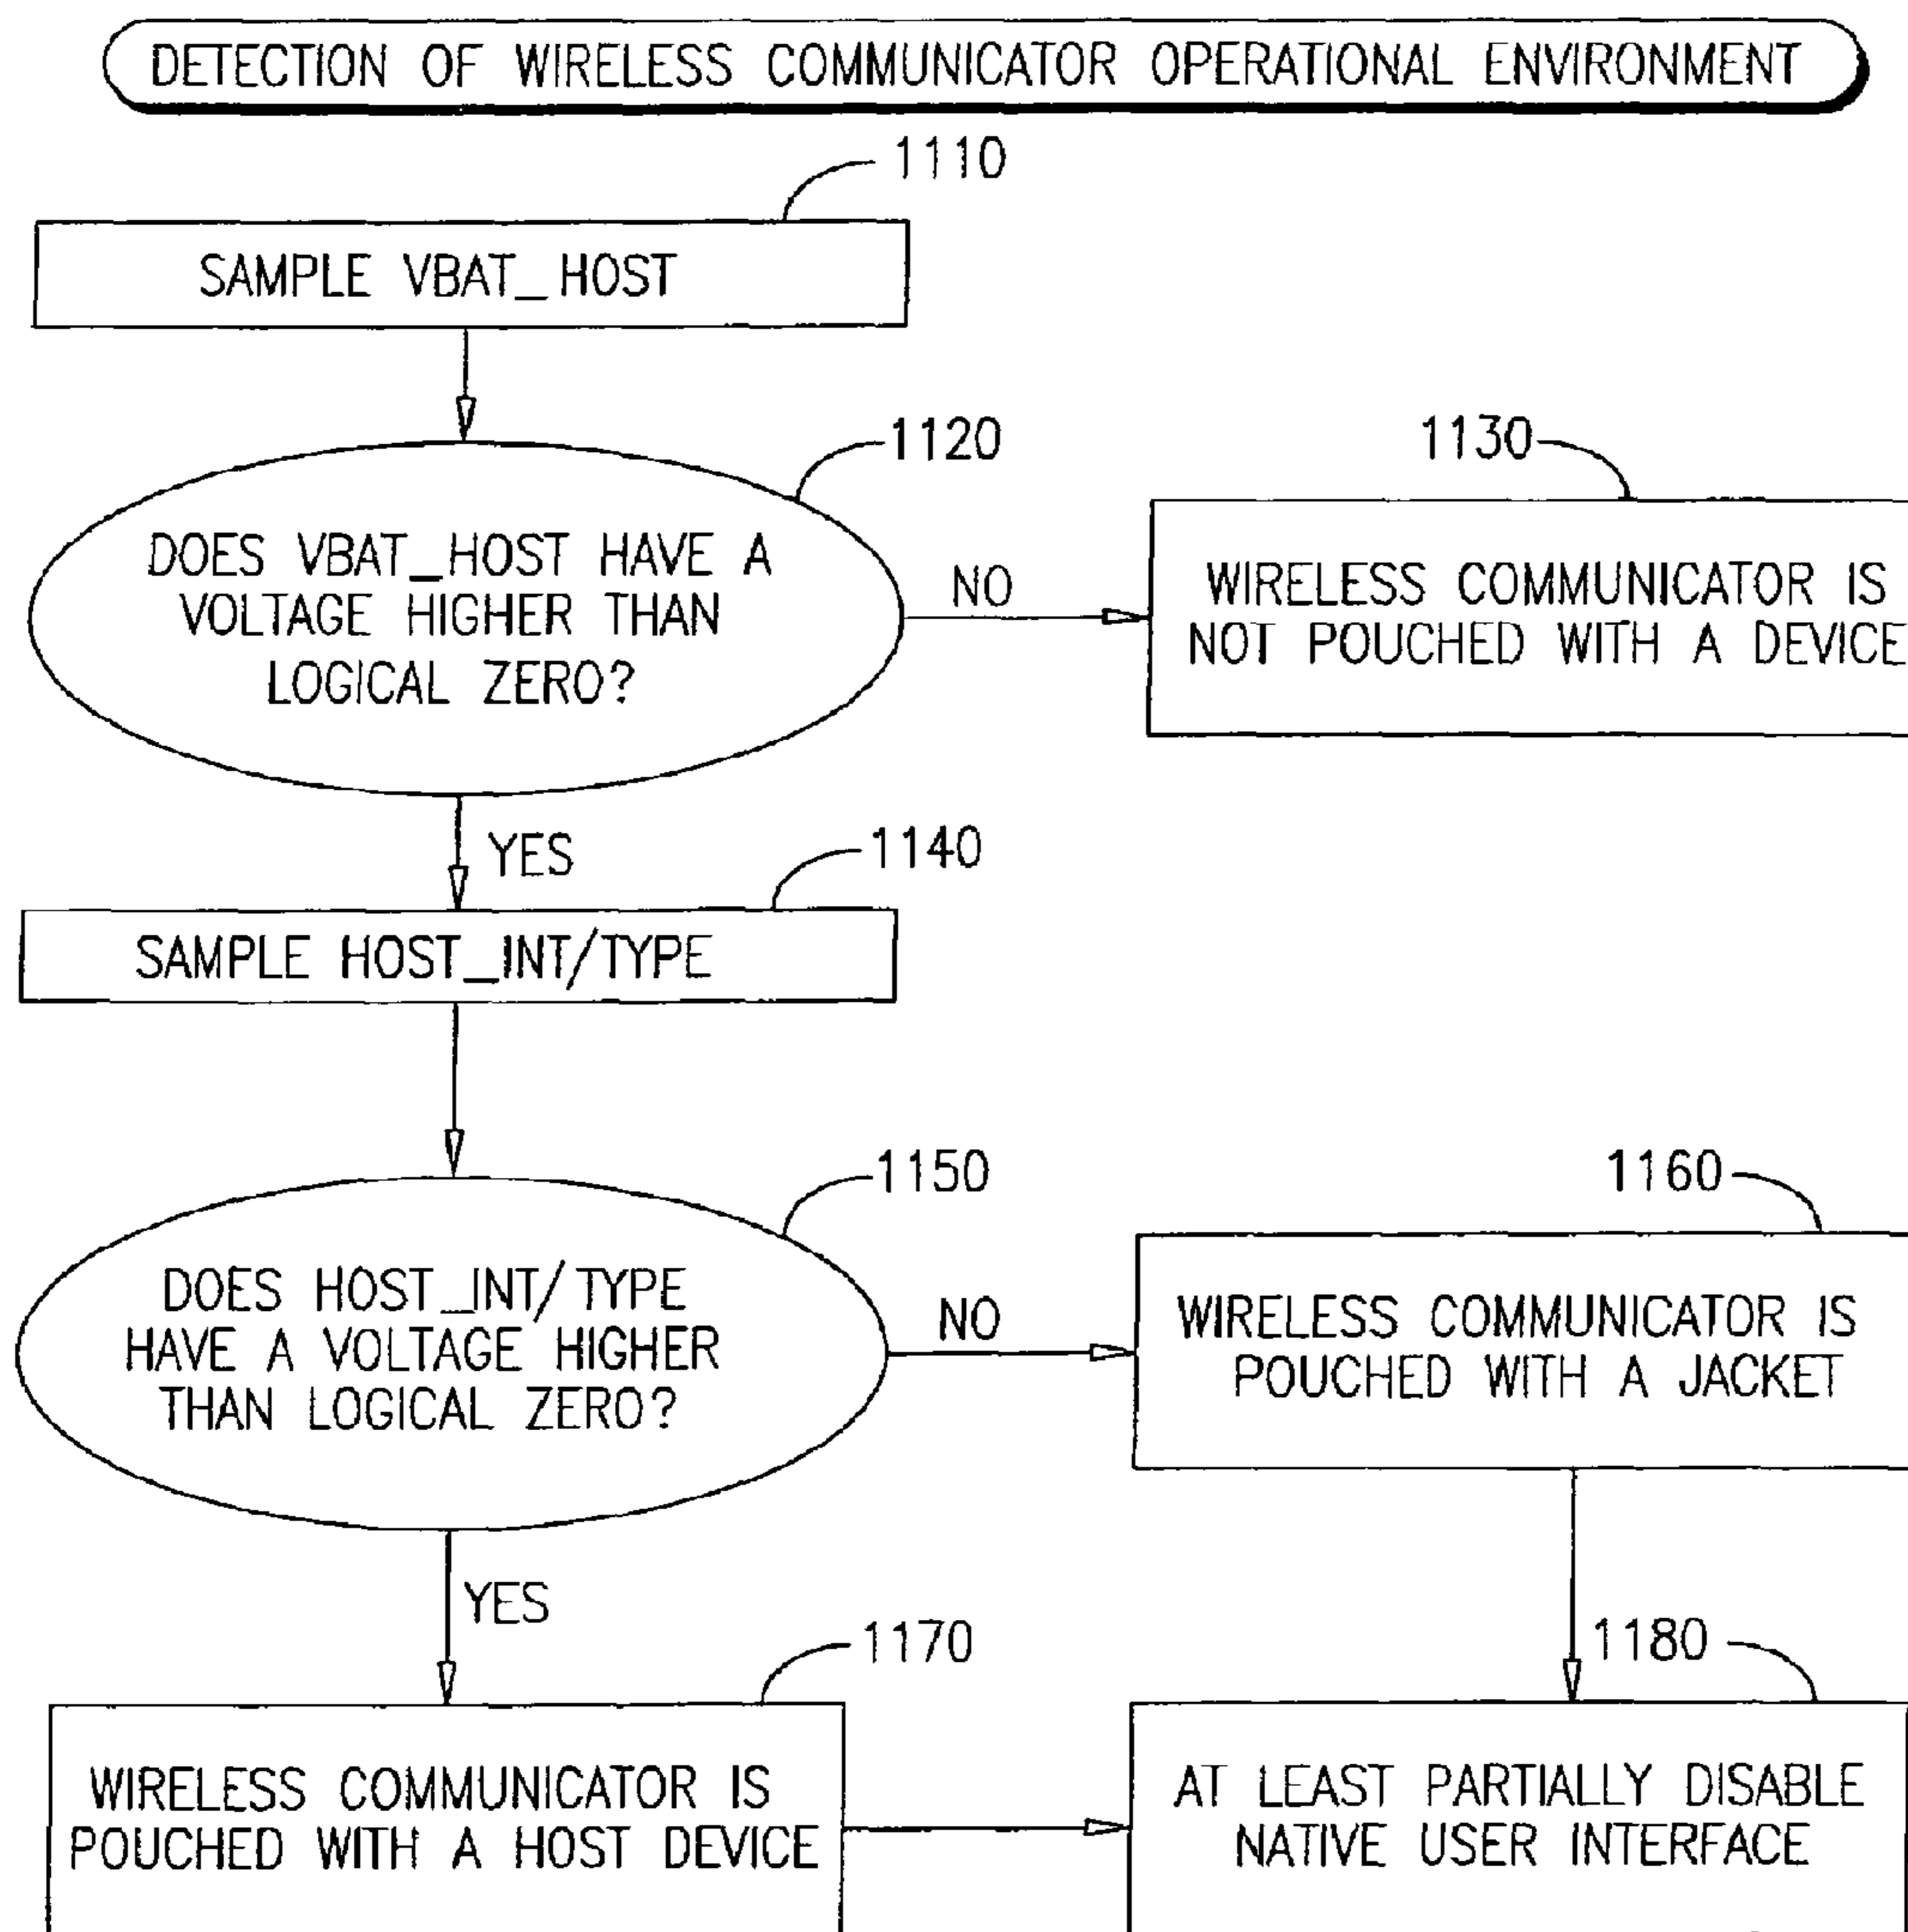 DETECTION OF WIRELESS COMMUNICATOR OPERATIONAL ENVIRONMENT
1110
SAMPLE VBAT_HOST
1120
DOES VBAT_HOST HAVE A
VOLTAGE HIGHER THAN
LOGICAL ZERO?
NO
1130
WIRELESS COMMUNICATOR IS
NOT POUCHED WITH A DEVICE
YES
1140
SAMPLE HOST_INT/TYPE
1150
DOES HOST_INT/TYPE
HAVE A VOLTAGE HIGHER
THAN LOGICAL ZERO?
NO
1160
WIRELESS COMMUNICATOR IS
POUCHED WITH A JACKET
YES
1170
WIRELESS COMMUNICATOR IS
POUCHED WITH A HOST DEVICE
1180
AT LEAST PARTIALLY DISABLE
NATIVE USER INTERFACE